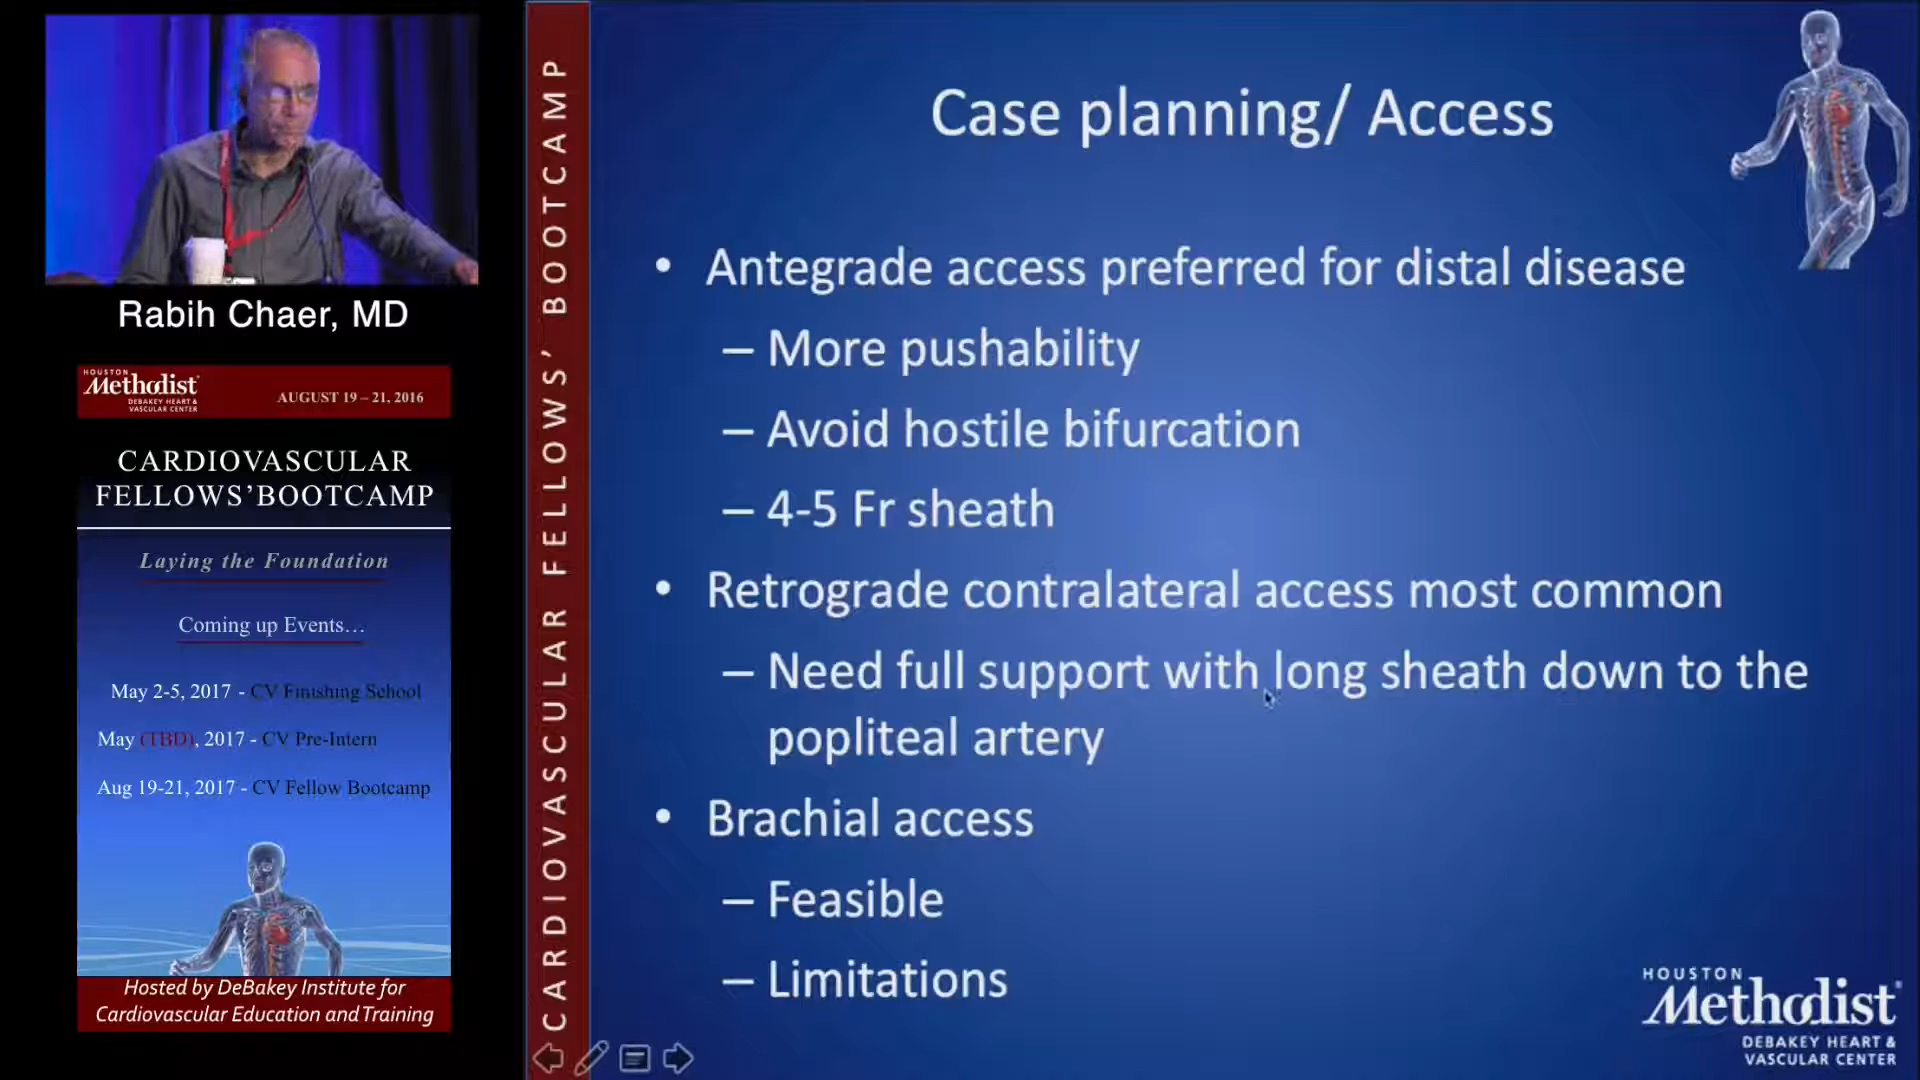 Rabih Chaer, MD
HOUSTON
Methodist
DEBAKEY HEART &
VASCULAR CENTER
AUGUST 19 – 21, 2016
CARDIOVASCULAR
FELLOWS’BOOTCAMP
Laying the Foundation
Coming up Events…
May 2-5, 2017 - CV Finishing School
May (TBD), 2017 - CV Pre-Intern
Aug 19-21, 2017 - CV Fellow Bootcamp
Hosted by DeBakey Institute for
Cardiovascular Education and Training
CARDIOVASCULAR FELLOWS’ BOOTCAMP
Case planning/ Access
• Antegrade access preferred for distal disease
– More pushability
– Avoid hostile bifurcation
– 4-5 Fr sheath
• Retrograde contralateral access most common
– Need full support with long sheath down to the
popliteal artery
• Brachial access
– Feasible
– Limitations
HOUSTON
Methodist
DEBAKEY HEART &
VASCULAR CENTER